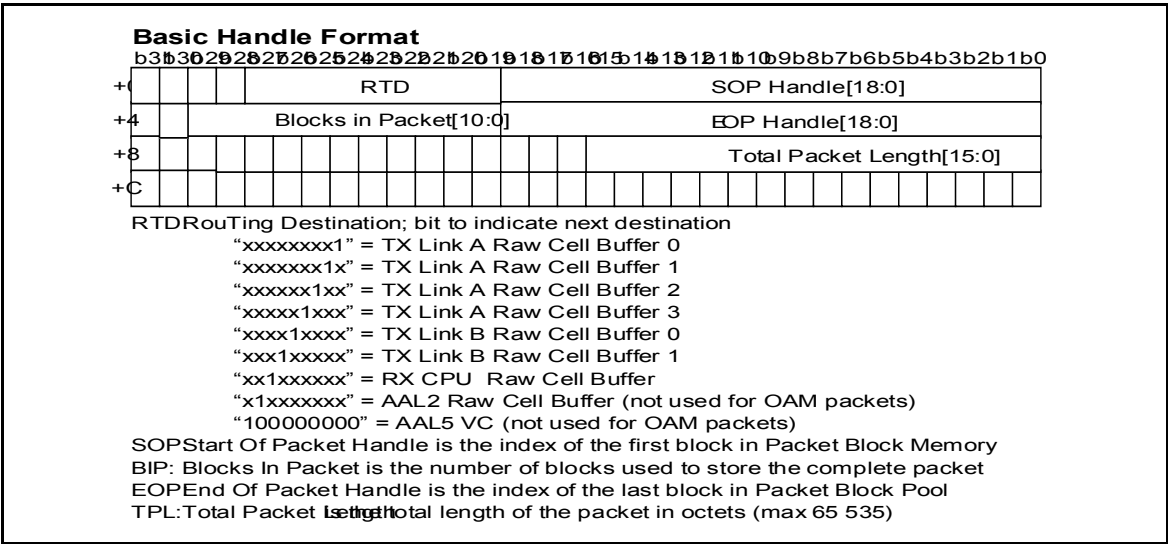 Basic Handle Format
b31b30b29b28b27b26b25b24b23b22b21b20b19b18b17b16b15b14b13b12b11b10b9b8b7b6b5b4b3b2b1b0
+0 RTD SOP Handle[18:0]
+4 Blocks in Packet[10:0] EOP Handle[18:0]
+8 Total Packet Length[15:0]
+C
RTDRouTing Destination; bit to indicate next destination
“xxxxxxxx1” = TX Link A Raw Cell Buffer 0
“xxxxxxx1x” = TX Link A Raw Cell Buffer 1
“xxxxxx1xx” = TX Link A Raw Cell Buffer 2
“xxxxx1xxx” = TX Link A Raw Cell Buffer 3
“xxxx1xxxx” = TX Link B Raw Cell Buffer 0
“xxx1xxxxx” = TX Link B Raw Cell Buffer 1
“xx1xxxxxx” = RX CPU Raw Cell Buffer
“x1xxxxxxx” = AAL2 Raw Cell Buffer (not used for OAM packets)
“100000000” = AAL5 VC (not used for OAM packets)
SOPStart Of Packet Handle is the index of the first block in Packet Block Memory
BIP: Blocks In Packet is the number of blocks used to store the complete packet
EOPEnd Of Packet Handle is the index of the last block in Packet Block Pool
TPL:Total Packet Length is the total length of the packet in octets (max 65 535)